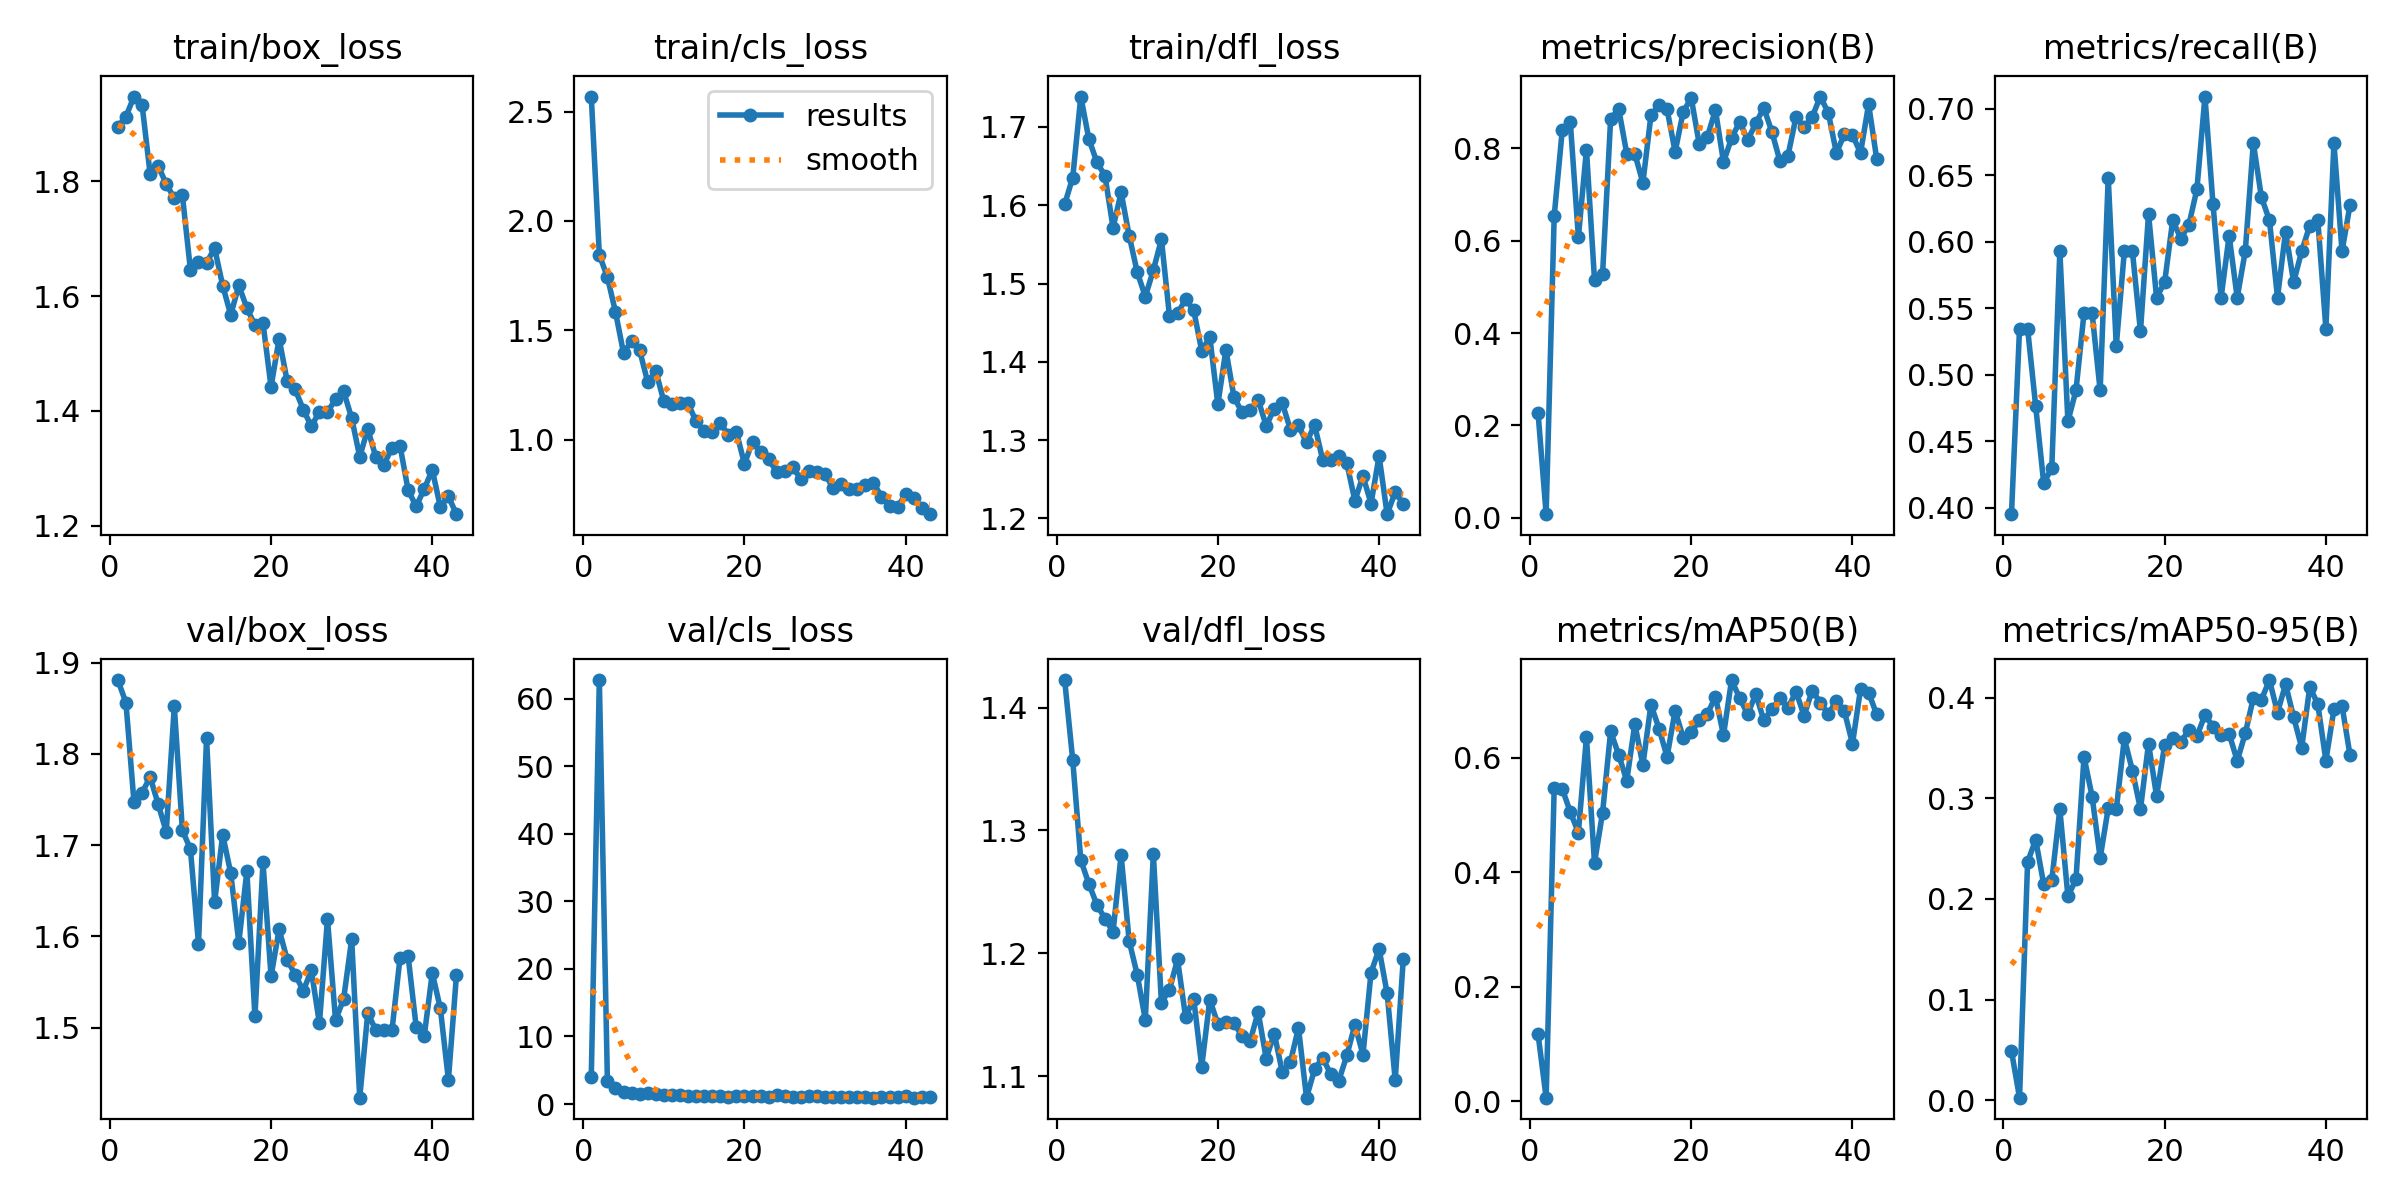 train/box_loss
1.8
1.6
1.4
1.2
0 20 40
train/cls_loss
results
smooth
2.5
2.0
1.5
1.0
0 20 40
train/dfl_loss
1.7
1.6
1.5
1.4
1.3
1.2
0 20 40
metrics/precision(B)
0.8
0.6
0.4
0.2
0.0
0 20 40
metrics/recall(B)
0.70
0.65
0.60
0.55
0.50
0.45
0.40
0 20 40
val/box_loss
1.9
1.8
1.7
1.6
1.5
0 20 40
val/cls_loss
60
50
40
30
20
10
0
0 20 40
val/dfl_loss
1.4
1.3
1.2
1.1
0 20 40
metrics/mAP50(B)
0.6
0.4
0.2
0.0
0 20 40
metrics/mAP50-95(B)
0.4
0.3
0.2
0.1
0.0
0 20 40